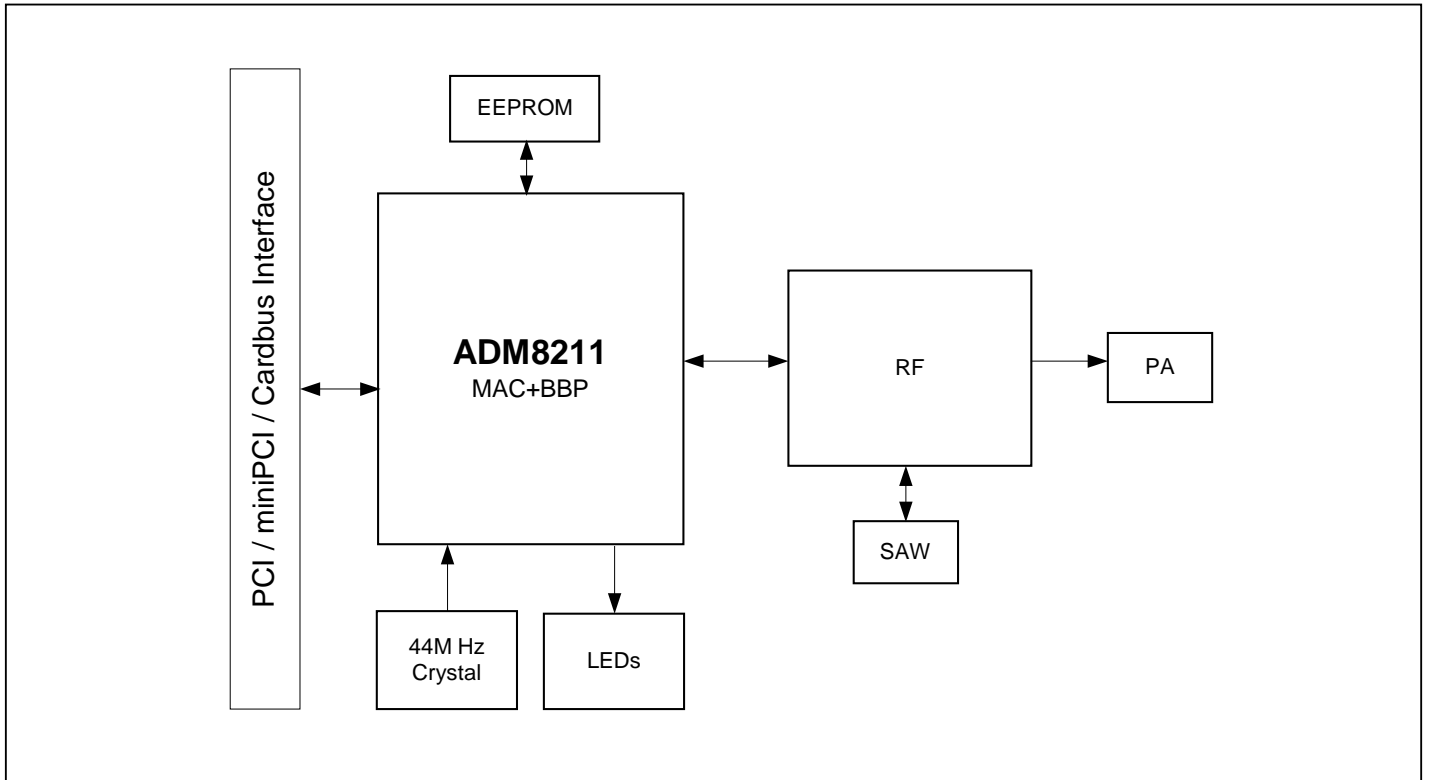 EEPROM
PCI / miniPCI / Cardbus Interface
ADM8211
MAC+BBP
RF
PA
SAW
44M Hz
Crystal
LEDs